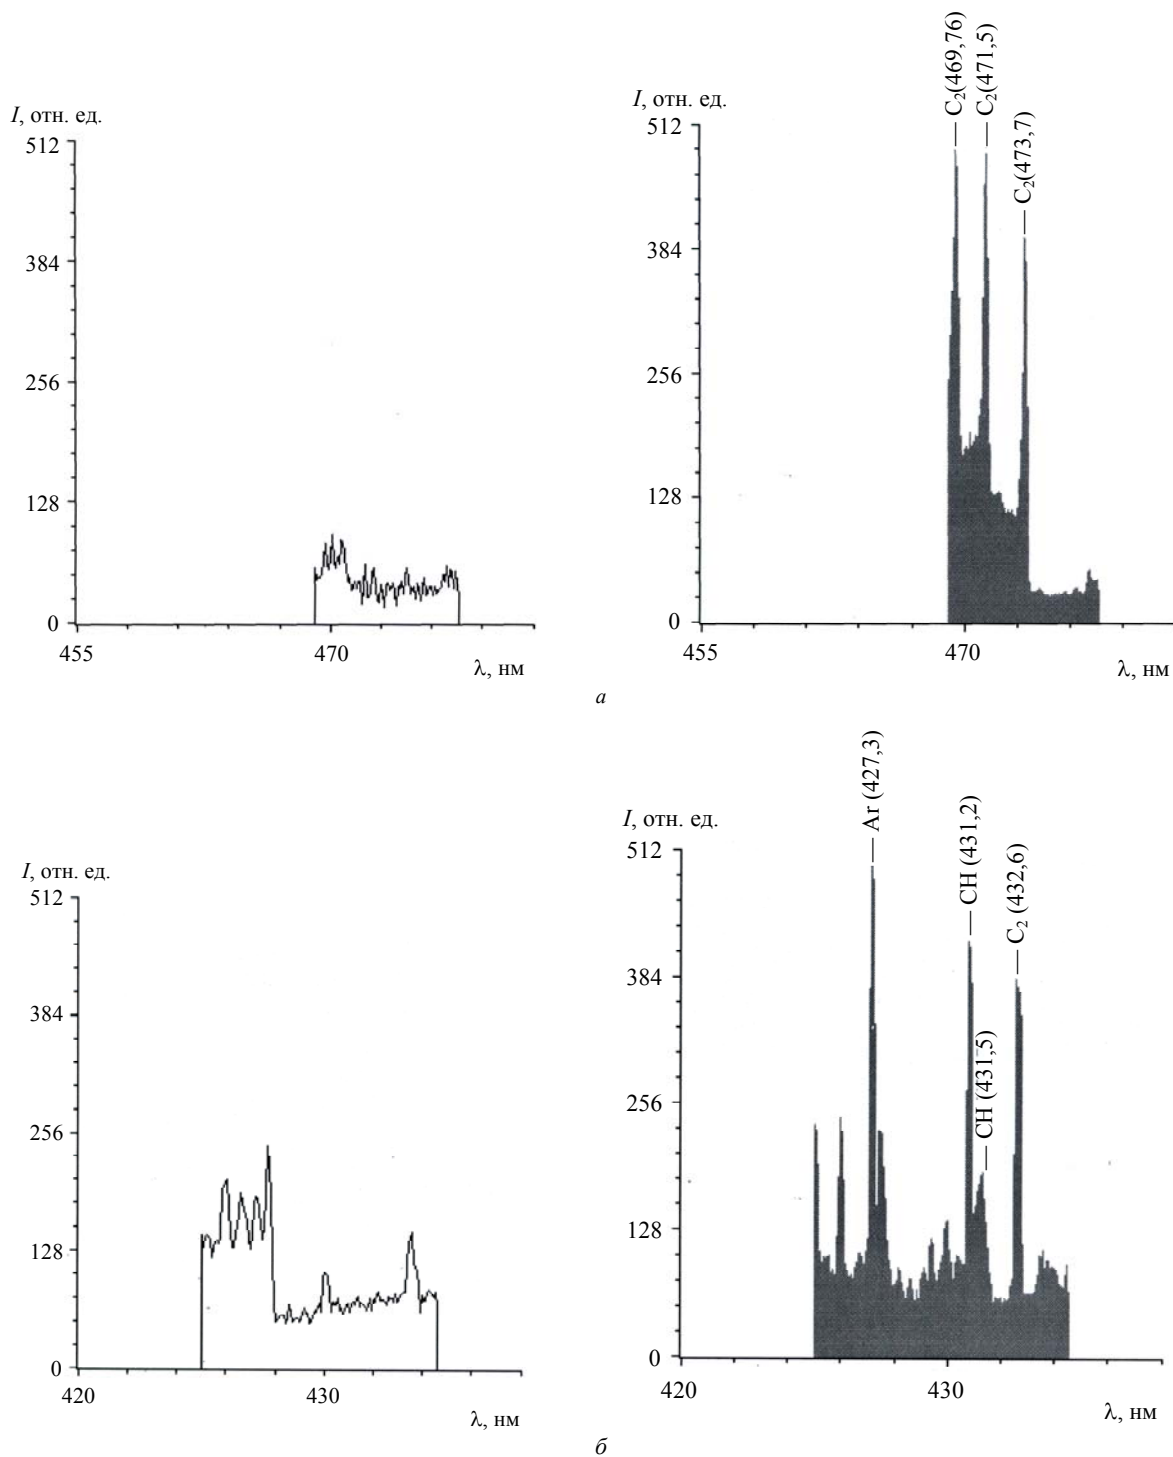 I, отн. ед.
512
384
256
128
0
455
470
λ, нм
I, отн. ед.
512
384
256
128
0
455
470
λ, нм
C₂(469,76)
C₂(471,5)
C₂(473,7)
а
I, отн. ед.
512
384
256
128
0
420
430
λ, нм
I, отн. ед.
512
384
256
128
0
420
430
λ, нм
Ar (427,3)
CH (431,2)
CH (431,5)
C₂ (432,6)
б